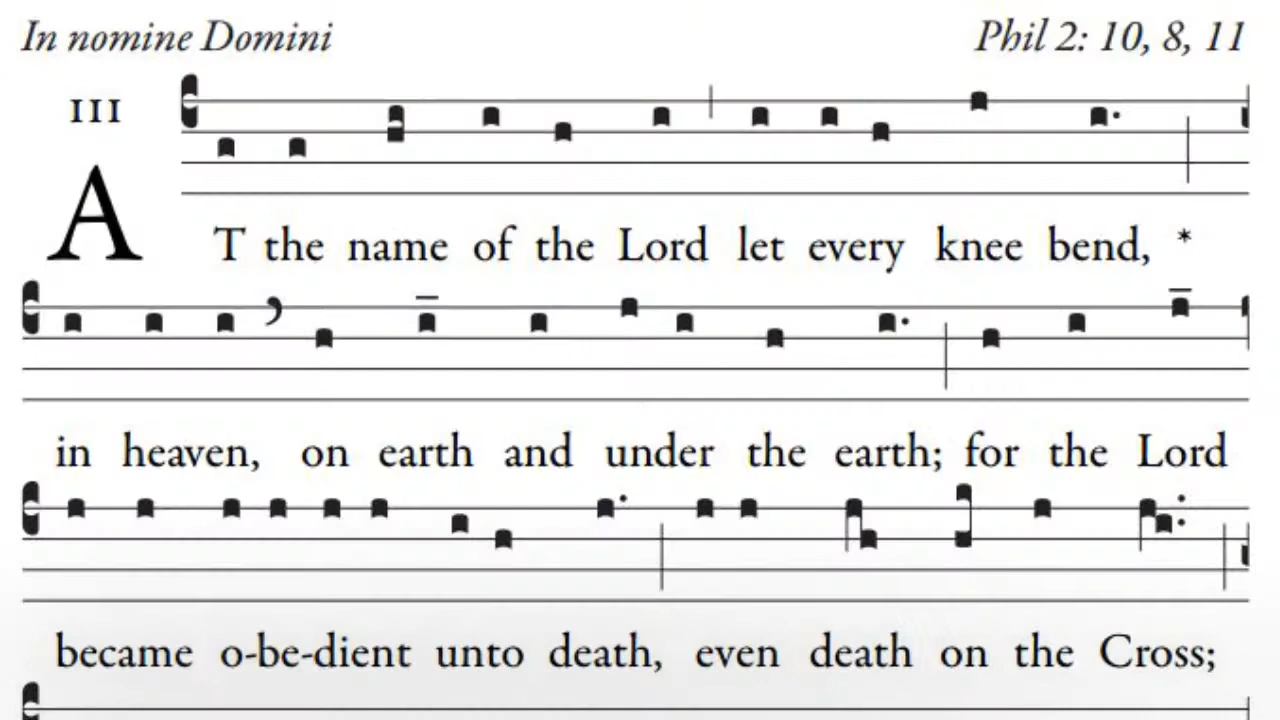 In nomine Domini Phil 2: 10, 8, 11
III
AT the name of the Lord let every knee bend, *
in heaven, on earth and under the earth; for the Lord
became o-be-dient unto death, even death on the Cross;